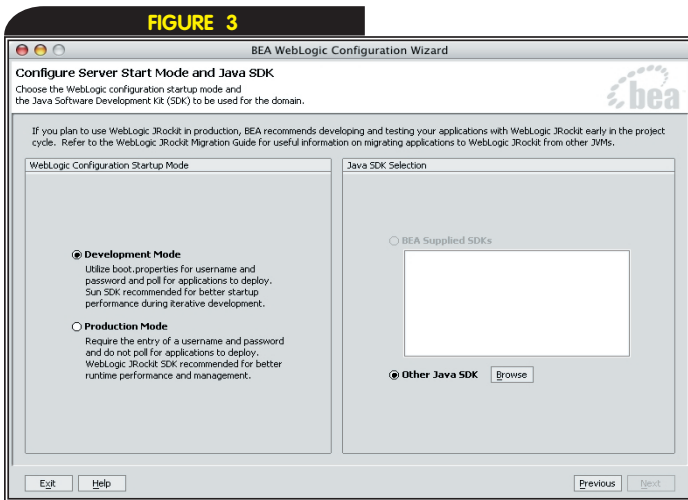 FIGURE 3
BEA WebLogic Configuration Wizard
Configure Server Start Mode and Java SDK
Choose the WebLogic configuration startup mode and
the Java Software Development Kit (SDK) to be used for the domain.
bea
If you plan to use WebLogic JRockit in production, BEA recommends developing and testing your applications with WebLogic JRockit early in the project
cycle. Refer to the WebLogic JRockit Migration Guide for useful information on migrating applications to WebLogic JRockit from other JVMs.
WebLogic Configuration Startup Mode
Development Mode
Utilize boot.properties for username and
password and poll for applications to deploy.
Sun SDK recommended for better startup
performance during iterative development.
Production Mode
Require the entry of a username and password
and do not poll for applications to deploy.
WebLogic JRockit SDK recommended for better
runtime performance and management.
Java SDK Selection
BEA Supplied SDKs
Other Java SDK
Browse
Exit
Help
Previous
Next